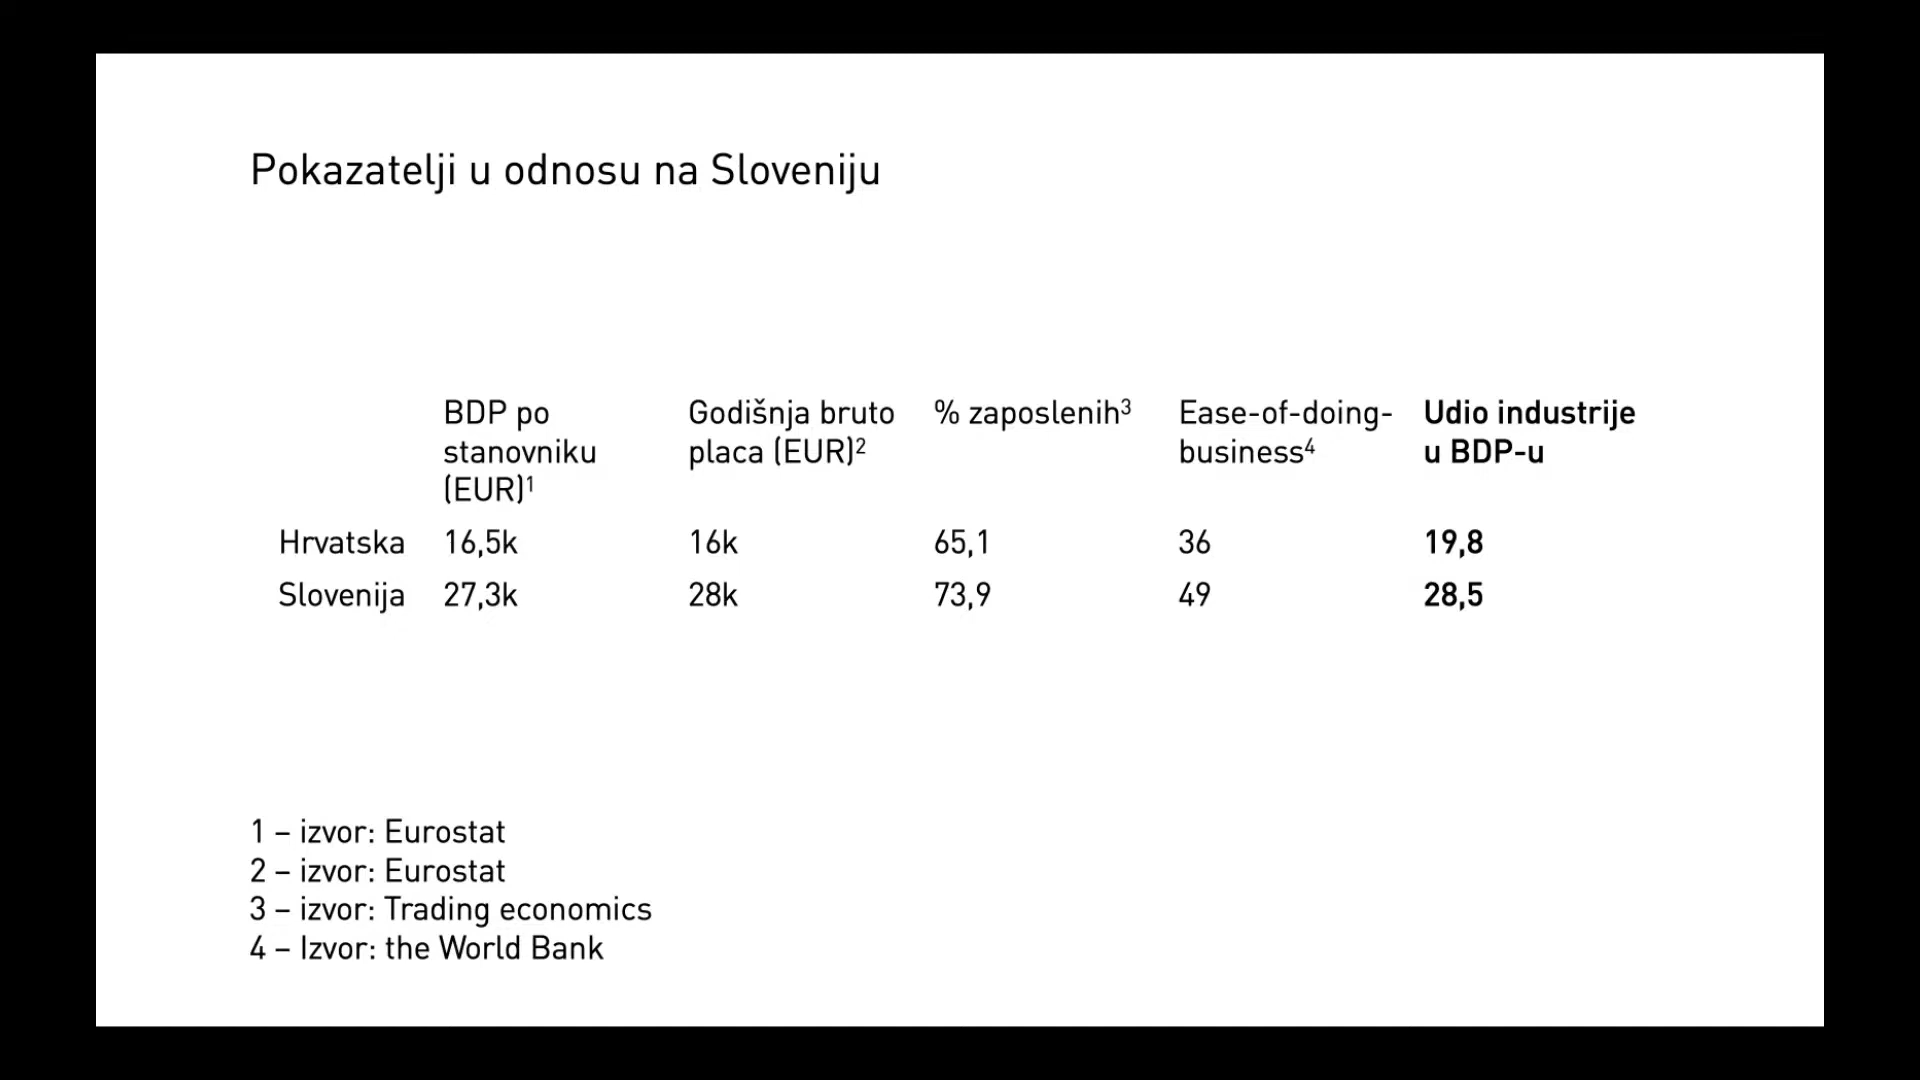 Pokazatelji u odnosu na Sloveniju
BDP po stanovniku (EUR)¹ Godišnja bruto placa (EUR)² % zaposlenih³ Ease-of-doing-business⁴ Udio industrije u BDP-u
Hrvatska 16,5k 16k 65,1 36 19,8
Slovenija 27,3k 28k 73,9 49 28,5
1 – izvor: Eurostat
2 – izvor: Eurostat
3 – izvor: Trading economics
4 – Izvor: the World Bank